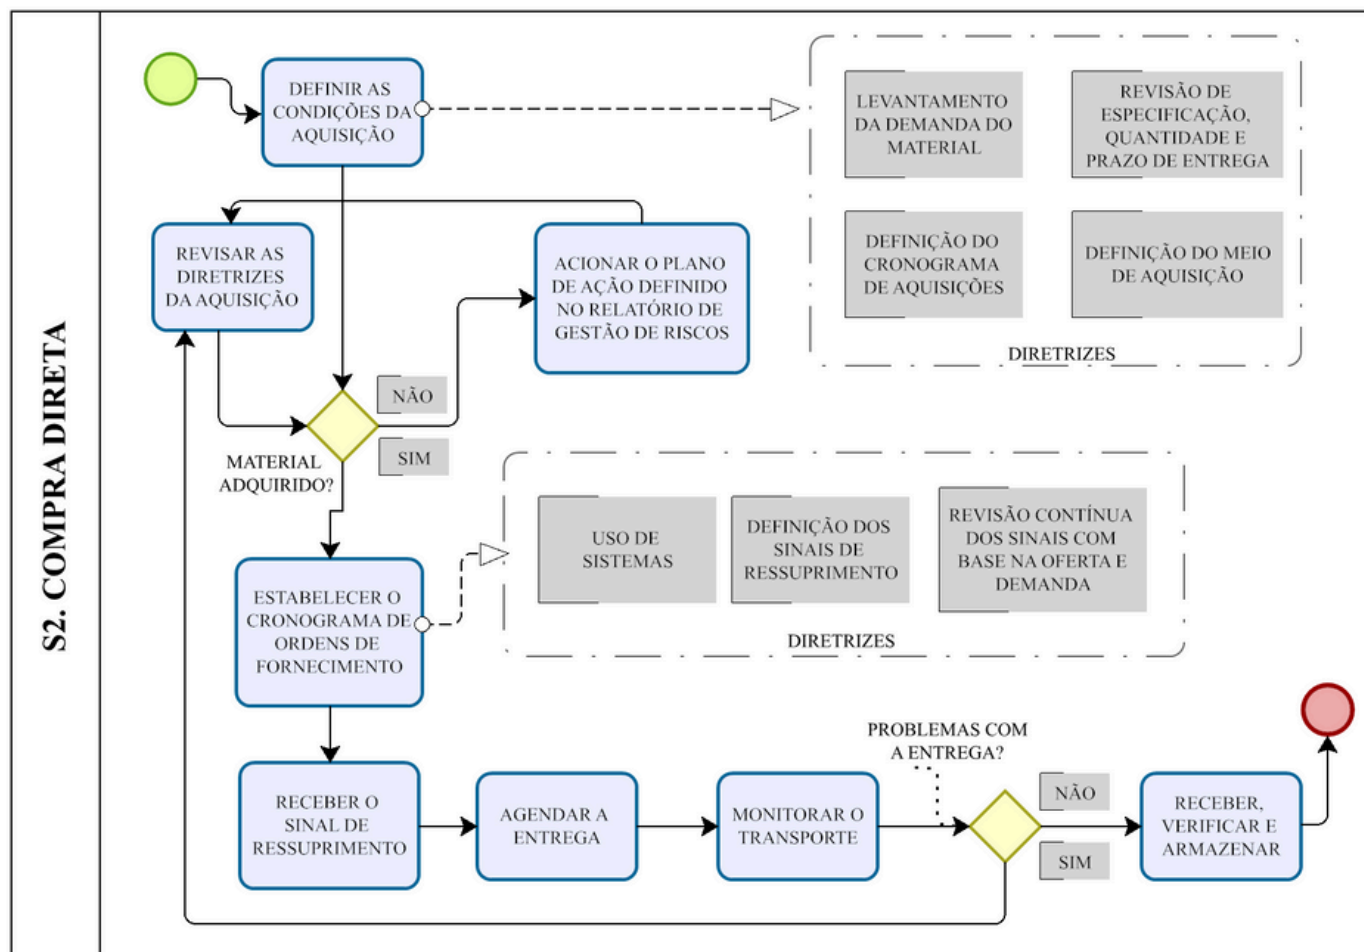 S2. COMPRA DIRETA
DEFINIR AS
CONDIÇÕES DA
AQUISIÇÃO
LEVANTAMENTO
DA DEMANDA DO
MATERIAL
REVISÃO DE
ESPECIFICAÇÃO,
QUANTIDADE E
PRAZO DE ENTREGA
DEFINIÇÃO DO
CRONOGRAMA
DE AQUISIÇÕES
DEFINIÇÃO DO MEIO
DE AQUISIÇÃO
DIRETRIZES
REVISAR AS
DIRETRIZES
DA AQUISIÇÃO
ACIONAR O PLANO
DE AÇÃO DEFINIDO
NO RELATÓRIO DE
GESTÃO DE RISCOS
NÃO
SIM
MATERIAL
ADQUIRIDO?
USO DE
SISTEMAS
DEFINIÇÃO DOS
SINAIS DE
RESSUPRIMENTO
REVISÃO CONTÍNUA
DOS SINAIS COM
BASE NA OFERTA E
DEMANDA
DIRETRIZES
ESTABELECER O
CRONOGRAMA DE
ORDENS DE
FORNECIMENTO
RECEBER O
SINAL DE
RESSUPRIMENTO
AGENDAR A
ENTREGA
MONITORAR O
TRANSPORTE
PROBLEMAS COM
A ENTREGA?
NÃO
SIM
RECEBER,
VERIFICAR E
ARMAZENAR